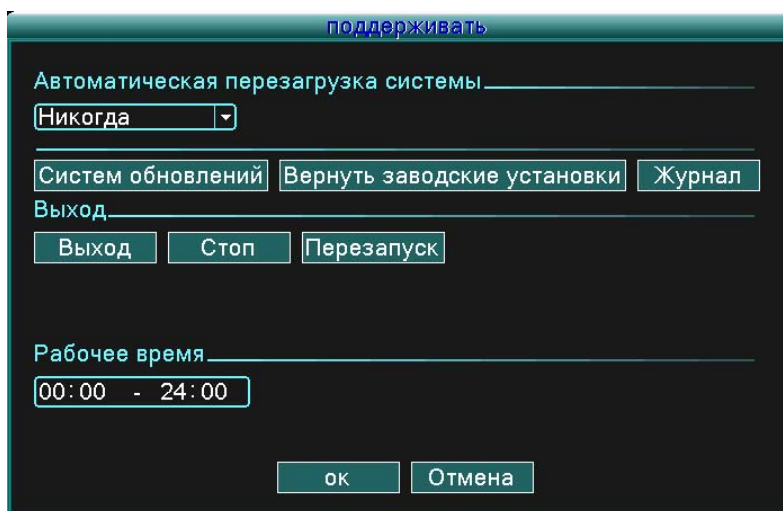 поддерживать
Автоматическая перезагрузка системы
Никогда
Систем обновлений Вернуть заводские установки Журнал
Выход
Выход Стоп Перезапуск
Рабочее время
00:00 - 24:00
ок Отмена